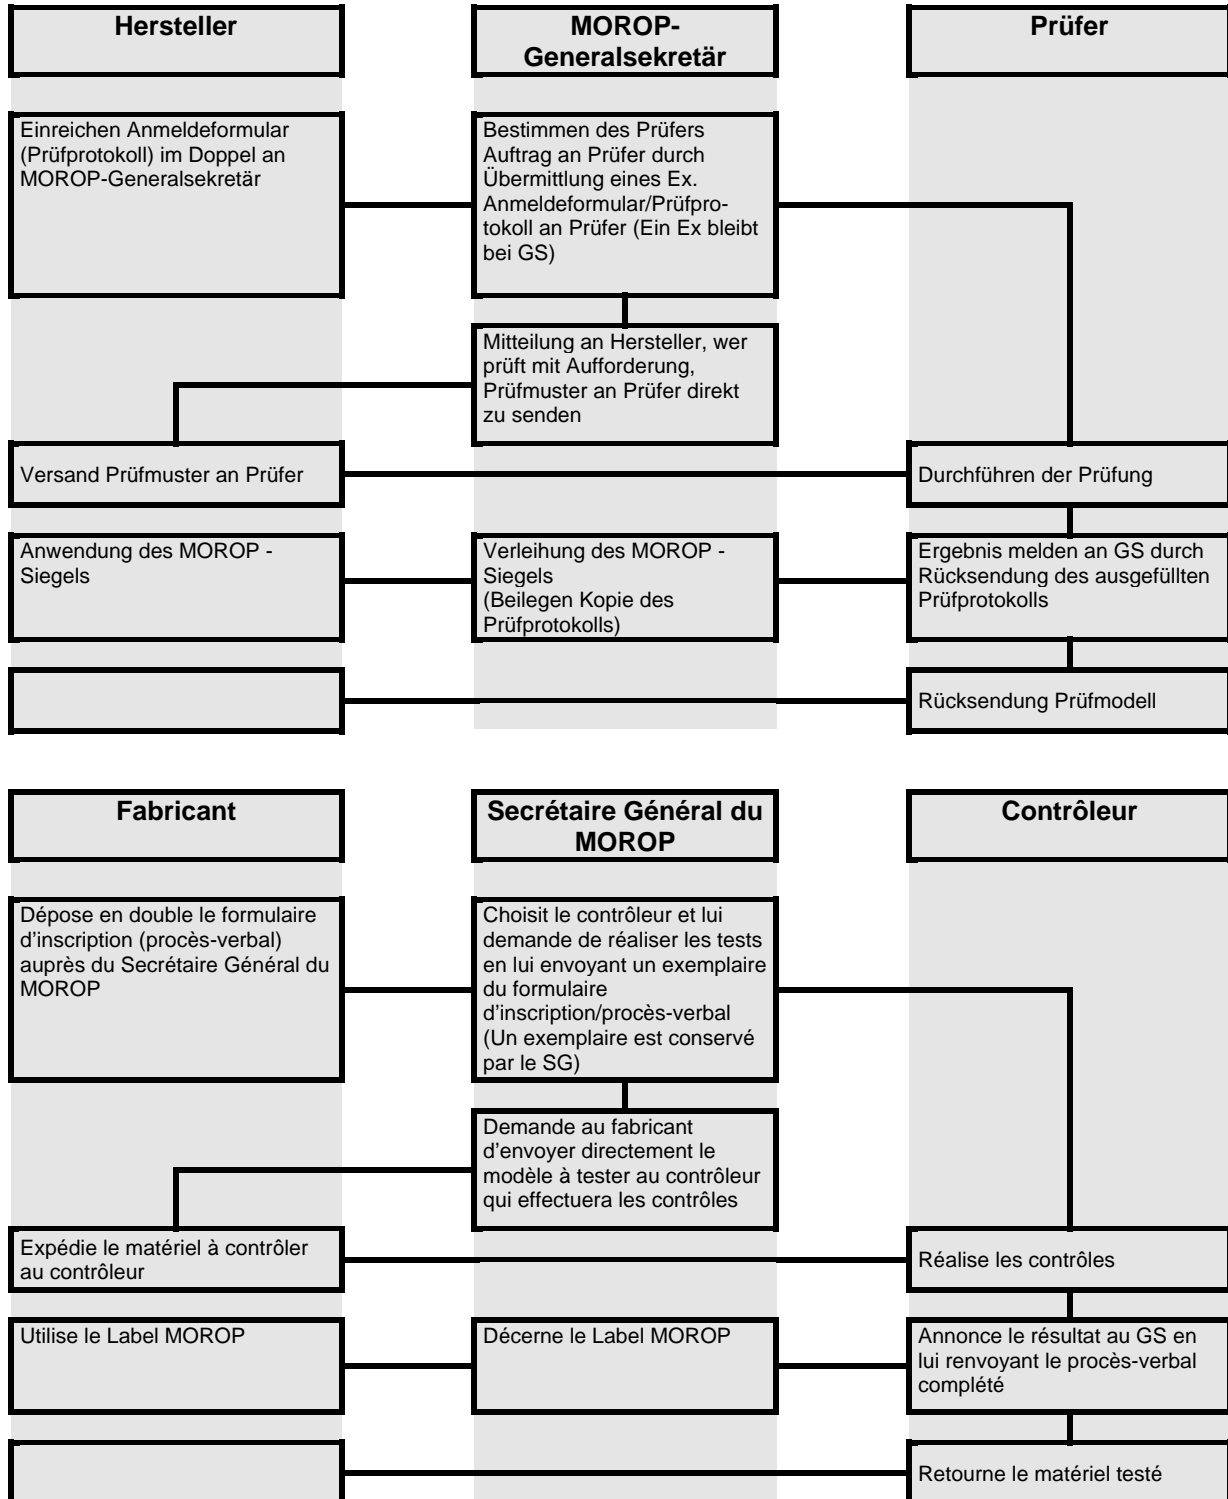 Hersteller
MOROP-
Generalsekretär
Prüfer
Einreichen Anmeldeformular
(Prüfprotokoll) im Doppel an
MOROP-Generalsekretär
Bestimmen des Prüfers
Auftrag an Prüfer durch
Übermittlung eines Ex.
Anmeldeformular/Prüfpro-
tokoll an Prüfer (Ein Ex bleibt
bei GS)
Mitteilung an Hersteller, wer
prüft mit Aufforderung,
Prüfmuster an Prüfer direkt
zu senden
Versand Prüfmuster an Prüfer
Durchführen der Prüfung
Anwendung des MOROP -
Siegels
Verleihung des MOROP -
Siegels
(Beilegen Kopie des
Prüfprotokolls)
Ergebnis melden an GS durch
Rücksendung des ausgefüllten
Prüfprotokolls
Rücksendung Prüfmodell
Fabricant
Secrétaire Général du
MOROP
Contrôleur
Dépose en double le formulaire
d'inscription (procès-verbal)
auprès du Secrétaire Général du
MOROP
Choisit le contrôleur et lui
demande de réaliser les tests
en lui envoyant un exemplaire
du formulaire
d'inscription/procès-verbal
(Un exemplaire est conservé
par le SG)
Demande au fabricant
d'envoyer directement le
modèle à tester au contrôleur
qui effectuera les contrôles
Expédie le matériel à contrôler
au contrôleur
Réalise les contrôles
Utilise le Label MOROP
Décerne le Label MOROP
Annonce le résultat au GS en
lui renvoyant le procès-verbal
complété
Retourne le matériel testé